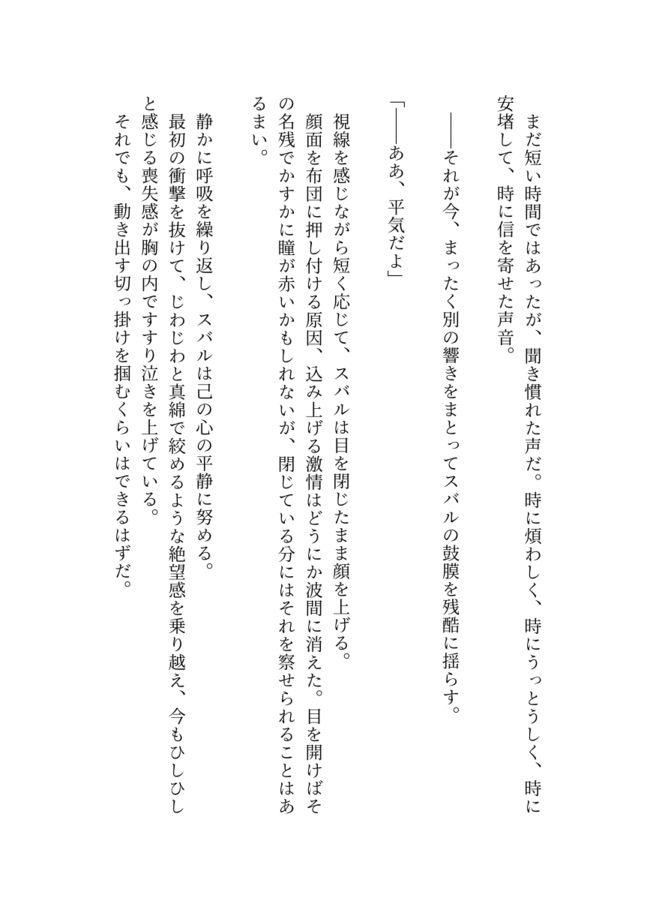 まだ短い時間ではあったが、聞き慣れた声だ。時に煩わしく、時にうっとうしく、時に
安堵して、時に信を寄せた声音。
　――それが今、まったく別の響きをまとってスバルの鼓膜を残酷に揺らす。
「――ああ、平気だよ」
　視線を感じながら短く応じて、スバルは目を閉じたまま顔を上げる。
　顔面を布団に押し付ける原因、込み上げる激情はどうにか波間に消えた。目を開けばそ
の名残でかすかに瞳が赤いかもしれないが、閉じている分にはそれを察せられることはあ
るまい。
　静かに呼吸を繰り返し、スバルは己の心の平静に努める。
　最初の衝撃を抜けて、じわじわと真綿で絞めるような絶望感を乗り越え、今もひしひし
と感じる喪失感が胸の内ですすり泣きを上げている。
　それでも、動き出す切っ掛けを掴むくらいはできるはずだ。